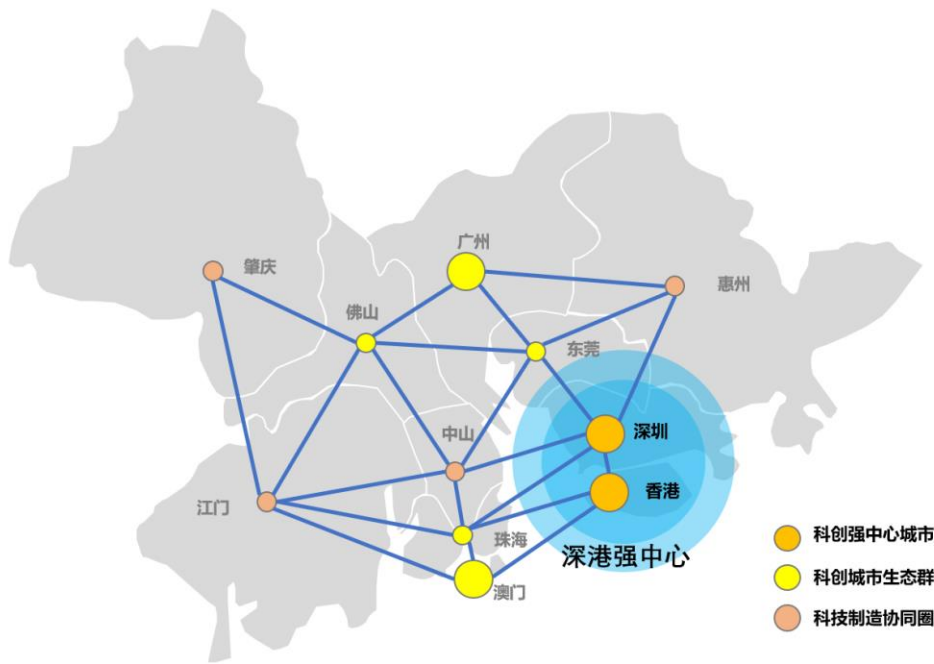 广州
肇庆
惠州
佛山
东莞
深圳
中山
香港
江门
珠海
深港强中心
澳门
科创强中心城市
科创城市生态群
科技制造协同圈